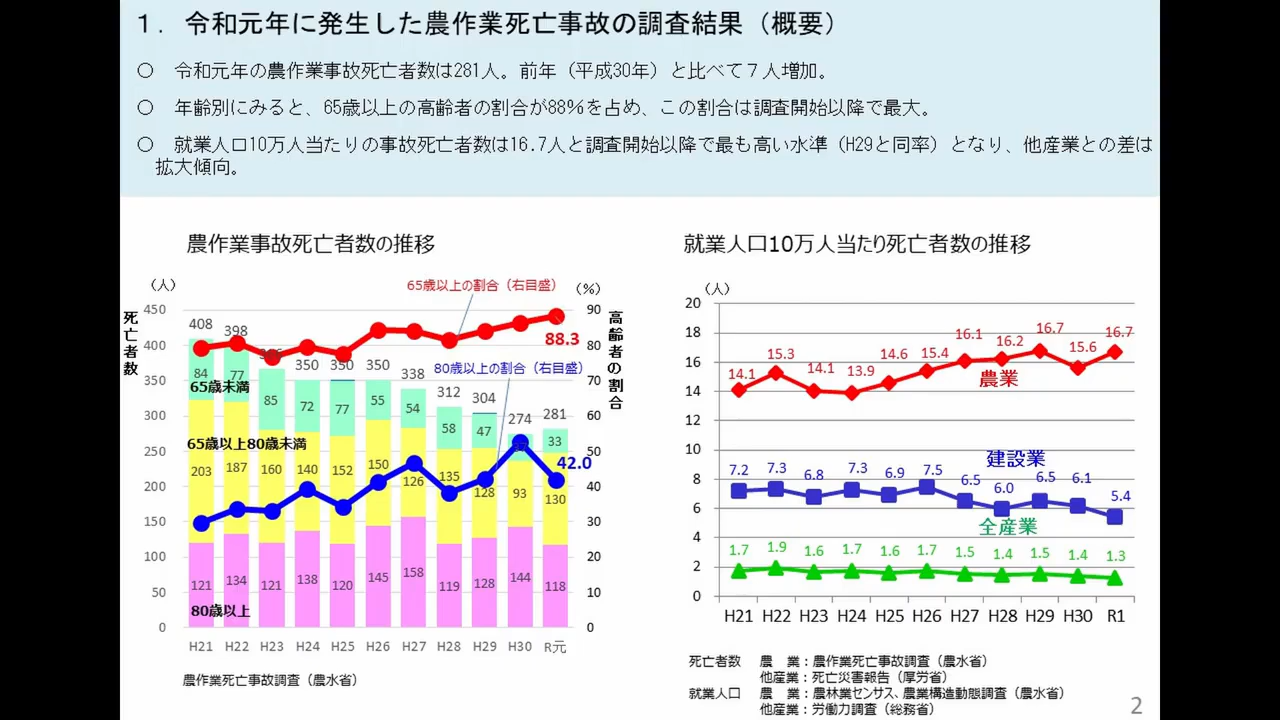 １．令和元年に発生した農作業死亡事故の調査結果（概要）
○　令和元年の農作業事故死亡者数は281人。前年（平成30年）と比べて７人増加。
○　年齢別にみると、65歳以上の高齢者の割合が88％を占め、この割合は調査開始以降で最大。
○　就業人口10万人当たりの事故死亡者数は16.7人と調査開始以降で最も高い水準（H29と同率）となり、他産業との差は
拡大傾向。
農作業事故死亡者数の推移
（人）
65歳以上の割合（右目盛）
（%）
死亡者数
高齢者の割合
450
400
350
300
250
200
150
100
50
0
90
80
70
60
50
40
30
20
10
0
408 398 350 350 350 338 312 304 274 281
88.3
80歳以上の割合（右目盛）
84 77 85 72 77 55 54 58 47 33
65歳未満
65歳以上80歳未満
42.0
203 187 160 140 152 150 126 135 128 93 130
121 134 121 138 120 145 158 119 128 144 118
80歳以上
H21 H22 H23 H24 H25 H26 H27 H28 H29 H30 R元
農作業死亡事故調査（農水省）
就業人口10万人当たり死亡者数の推移
（人）
20
18
16
14
12
10
8
6
4
2
0
14.1 15.3 14.1 13.9 14.6 15.4 16.1 16.2 16.7 15.6 16.7
農業
建設業
7.2 7.3 6.8 7.3 6.9 7.5 6.5 6.0 6.5 6.1 5.4
全産業
1.7 1.9 1.6 1.7 1.6 1.7 1.5 1.4 1.5 1.4 1.3
H21 H22 H23 H24 H25 H26 H27 H28 H29 H30 R1
死亡者数　農　業：農作業死亡事故調査（農水省）
他産業：死亡災害報告（厚労省）
就業人口　農　業：農林業センサス、農業構造動態調査（農水省）
他産業：労働力調査（総務省）
2